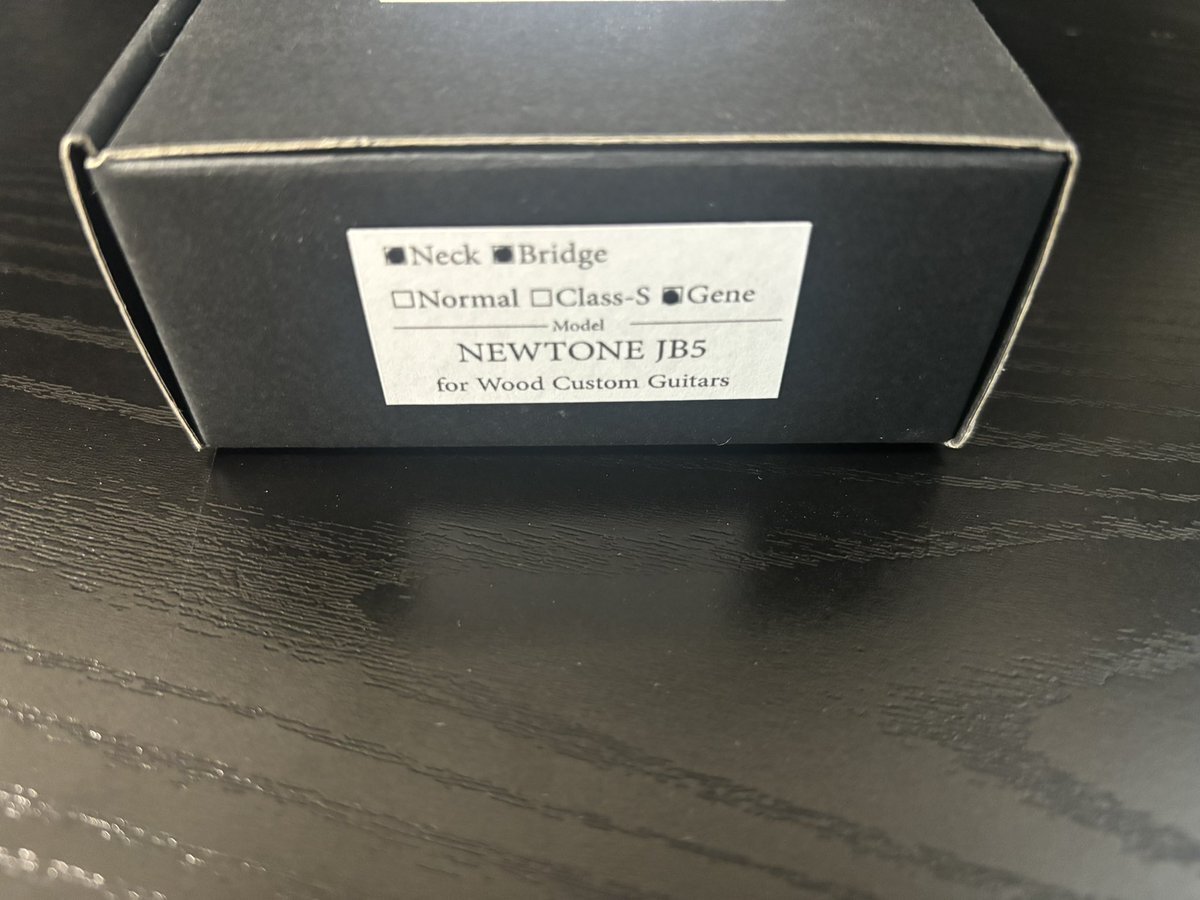 ■Neck ■Bridge
□Normal □Class-S ■Gene
Model
NEWTONE JB5
for Wood Custom Guitars